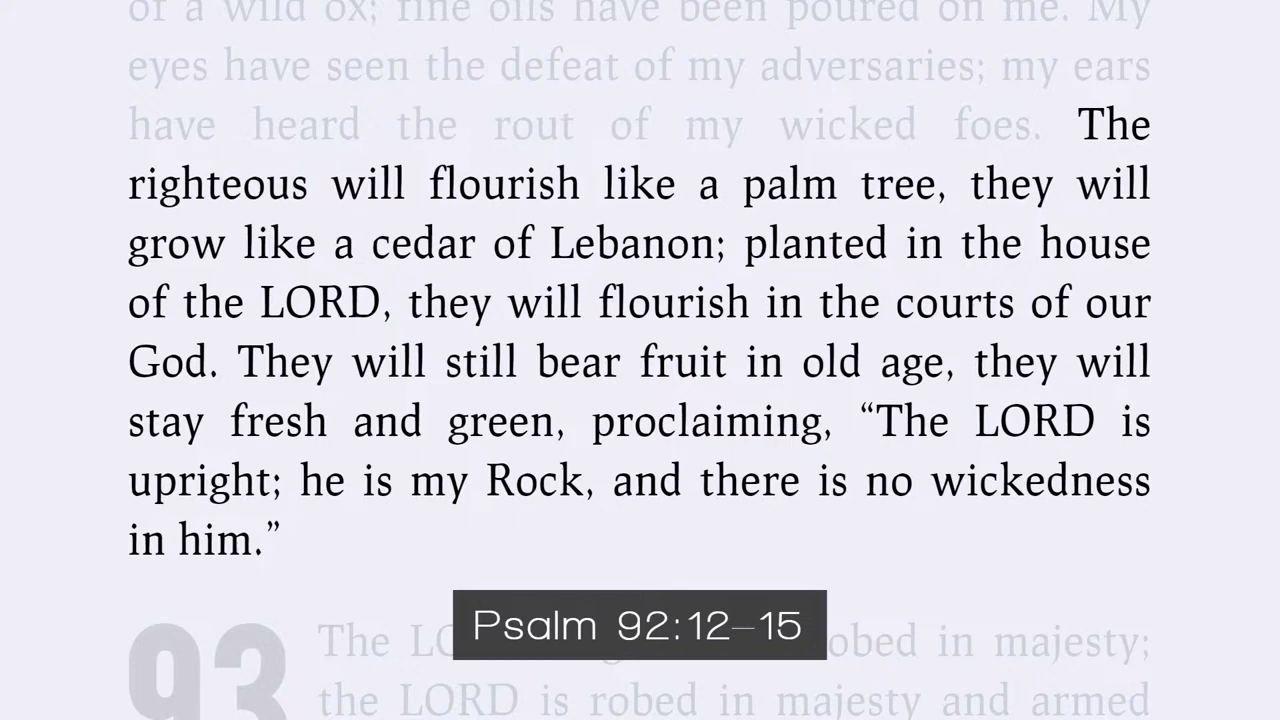 of a wild ox; fine oils have been poured on me. My
eyes have seen the defeat of my adversaries; my ears
have heard the rout of my wicked foes. The
righteous will flourish like a palm tree, they will
grow like a cedar of Lebanon; planted in the house
of the LORD, they will flourish in the courts of our
God. They will still bear fruit in old age, they will
stay fresh and green, proclaiming, “The LORD is
upright; he is my Rock, and there is no wickedness
in him.”
Psalm 92:12–15
93 The obed in majesty;
the LORD is robed in majesty and armed